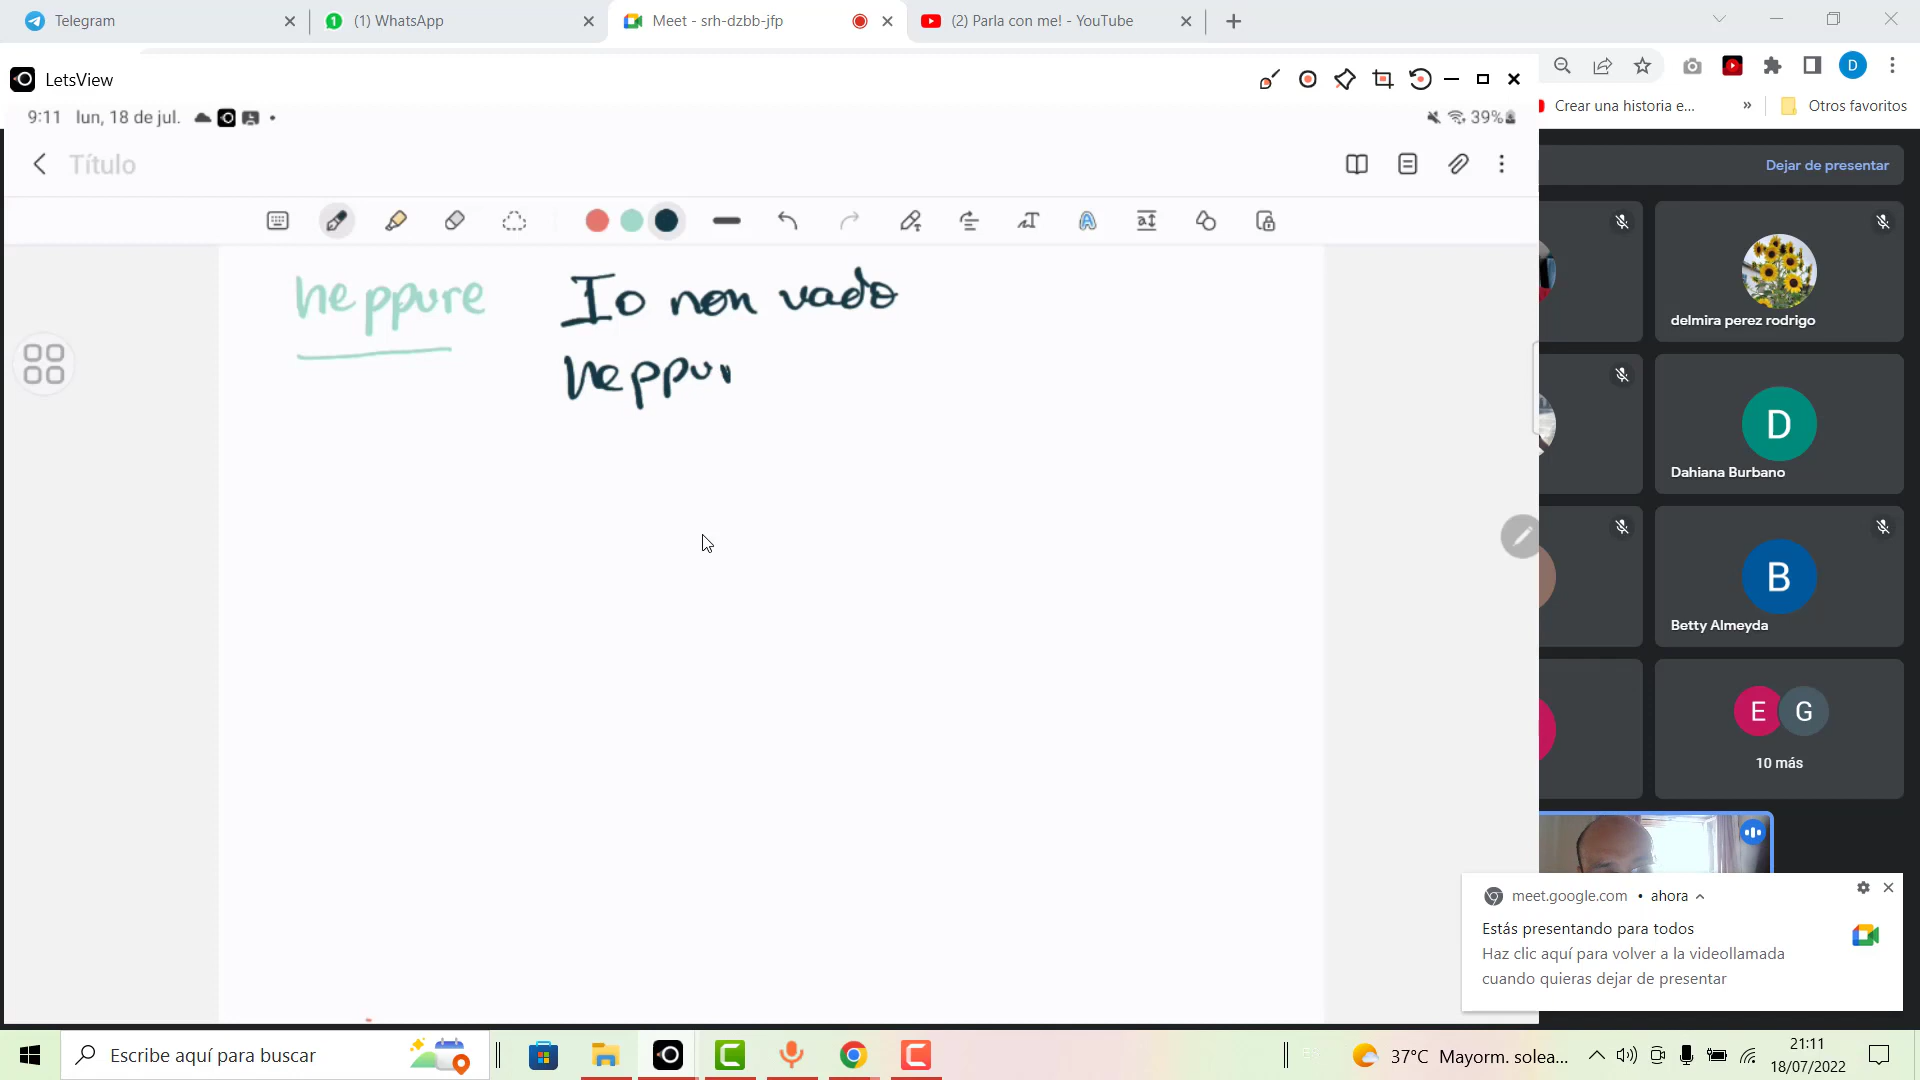 Telegram
(1) WhatsApp
Meet - srh-dzbb-jfp
(2) Parla con me! - YouTube
LetsView
D
Crear una historia e...
»
Otros favoritos
9:11 lun, 18 de jul.
39%
Título
Dejar de presentar
neppure
Io non vado
neppur
delmira perez rodrigo
D
Dahiana Burbano
B
Betty Almeyda
E G
10 más
meet.google.com • ahora
Estás presentando para todos
Haz clic aquí para volver a la videollamada
cuando quieras dejar de presentar
Escribe aquí para buscar
37°C Mayorm. solea...
21:11
18/07/2022